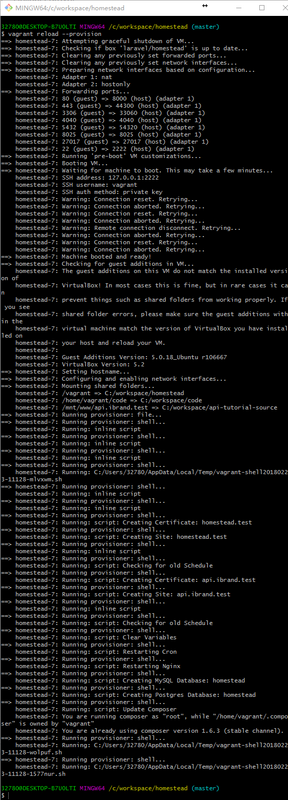 MINGW64:/c/workspace/homestead
32780@DESKTOP-B7UOLTI MINGW64 /c/workspace/homestead (master)
$ vagrant reload --provision
==> homestead-7: Attempting graceful shutdown of VM...
==> homestead-7: Checking if box 'laravel/homestead' is up to date...
==> homestead-7: Clearing any previously set forwarded ports...
==> homestead-7: Clearing any previously set network interfaces...
==> homestead-7: Preparing network interfaces based on configuration...
    homestead-7: Adapter 1: nat
    homestead-7: Adapter 2: hostonly
==> homestead-7: Forwarding ports...
    homestead-7: 80 (guest) => 8000 (host) (adapter 1)
    homestead-7: 443 (guest) => 44300 (host) (adapter 1)
    homestead-7: 3306 (guest) => 33060 (host) (adapter 1)
    homestead-7: 4040 (guest) => 4040 (host) (adapter 1)
    homestead-7: 5432 (guest) => 54320 (host) (adapter 1)
    homestead-7: 8025 (guest) => 8025 (host) (adapter 1)
    homestead-7: 27017 (guest) => 27017 (host) (adapter 1)
    homestead-7: 22 (guest) => 2222 (host) (adapter 1)
==> homestead-7: Running 'pre-boot' VM customizations...
==> homestead-7: Booting VM...
==> homestead-7: Waiting for machine to boot. This may take a few minutes...
    homestead-7: SSH address: 127.0.0.1:2222
    homestead-7: SSH username: vagrant
    homestead-7: SSH auth method: private key
    homestead-7: Warning: Connection reset. Retrying...
    homestead-7: Warning: Connection aborted. Retrying...
    homestead-7: Warning: Connection reset. Retrying...
    homestead-7: Warning: Connection aborted. Retrying...
    homestead-7: Warning: Remote connection disconnect. Retrying...
    homestead-7: Warning: Connection aborted. Retrying...
    homestead-7: Warning: Connection reset. Retrying...
    homestead-7: Warning: Connection aborted. Retrying...
==> homestead-7: Machine booted and ready!
==> homestead-7: Checking for guest additions in VM...
    homestead-7: The guest additions on this VM do not match the installed versi
on of
    homestead-7: VirtualBox! In most cases this is fine, but in rare cases it ca
n
    homestead-7: prevent things such as shared folders from working properly. If
 you see
    homestead-7: shared folder errors, please make sure the guest additions with
in the
    homestead-7: virtual machine match the version of VirtualBox you have instal
led on
    homestead-7: your host and reload your VM.
    homestead-7:
    homestead-7: Guest Additions Version: 5.0.18_Ubuntu r106667
    homestead-7: VirtualBox Version: 5.2
==> homestead-7: Setting hostname...
==> homestead-7: Configuring and enabling network interfaces...
==> homestead-7: Mounting shared folders...
    homestead-7: /vagrant => C:/workspace/homestead
    homestead-7: /home/vagrant/code => C:/workspace/code
    homestead-7: /mnt/www/api.ibrand.test => C:/workspace/api-tutorial-source
==> homestead-7: Running provisioner: file...
==> homestead-7: Running provisioner: shell...
    homestead-7: Running: inline script
==> homestead-7: Running provisioner: shell...
    homestead-7: Running: inline script
==> homestead-7: Running provisioner: shell...
    homestead-7: Running: C:/Users/32780/AppData/Local/Temp/vagrant-shell2018022
3-11128-mlvxwm.sh
==> homestead-7: Running provisioner: shell...
    homestead-7: Running: inline script
==> homestead-7: Running provisioner: shell...
    homestead-7: Running: inline script
==> homestead-7: Running provisioner: shell...
    homestead-7: Running: script: Creating Certificate: homestead.test
==> homestead-7: Running provisioner: shell...
    homestead-7: Running: script: Creating Site: homestead.test
==> homestead-7: Running provisioner: shell...
    homestead-7: Running: inline script
==> homestead-7: Running provisioner: shell...
    homestead-7: Running: script: Checking for old Schedule
==> homestead-7: Running provisioner: shell...
    homestead-7: Running: script: Creating Certificate: api.ibrand.test
==> homestead-7: Running provisioner: shell...
    homestead-7: Running: script: Creating Site: api.ibrand.test
==> homestead-7: Running provisioner: shell...
    homestead-7: Running: inline script
==> homestead-7: Running provisioner: shell...
    homestead-7: Running: script: Checking for old Schedule
==> homestead-7: Running provisioner: shell...
    homestead-7: Running: script: Clear Variables
==> homestead-7: Running provisioner: shell...
    homestead-7: Running: script: Restarting Cron
==> homestead-7: Running provisioner: shell...
    homestead-7: Running: script: Restarting Nginx
==> homestead-7: Running provisioner: shell...
    homestead-7: Running: script: Creating MySQL Database: homestead
==> homestead-7: Running provisioner: shell...
    homestead-7: Running: script: Creating Postgres Database: homestead
==> homestead-7: Running provisioner: shell...
    homestead-7: Running: script: Update Composer
    homestead-7: You are running composer as "root", while "/home/vagrant/.compo
ser" is owned by "vagrant"
    homestead-7: You are already using composer version 1.6.3 (stable channel).
==> homestead-7: Running provisioner: shell...
    homestead-7: Running: C:/Users/32780/AppData/Local/Temp/vagrant-shell2018022
3-11128-wolpuf.sh
==> homestead-7: Running provisioner: shell...
    homestead-7: Running: C:/Users/32780/AppData/Local/Temp/vagrant-shell2018022
3-11128-1577nur.sh
32780@DESKTOP-B7UOLTI MINGW64 /c/workspace/homestead (master)
$